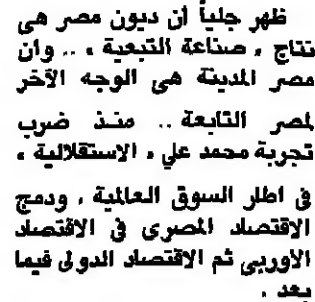 ظهر جلياً أن ديون مصر هى
نتاج « صناعة التبعية » .. وان
مصر المدينة هى الوجه الآخر
لمصر التابعة .. منذ ضرب
تجربة محمد علي « الاستقلالية »
فى اطار السوق العالمية ، ودمج
الاقتصاد المصرى فى الاقتصاد
الاوربى ثم الاقتصاد الدولى فيما
بعد .